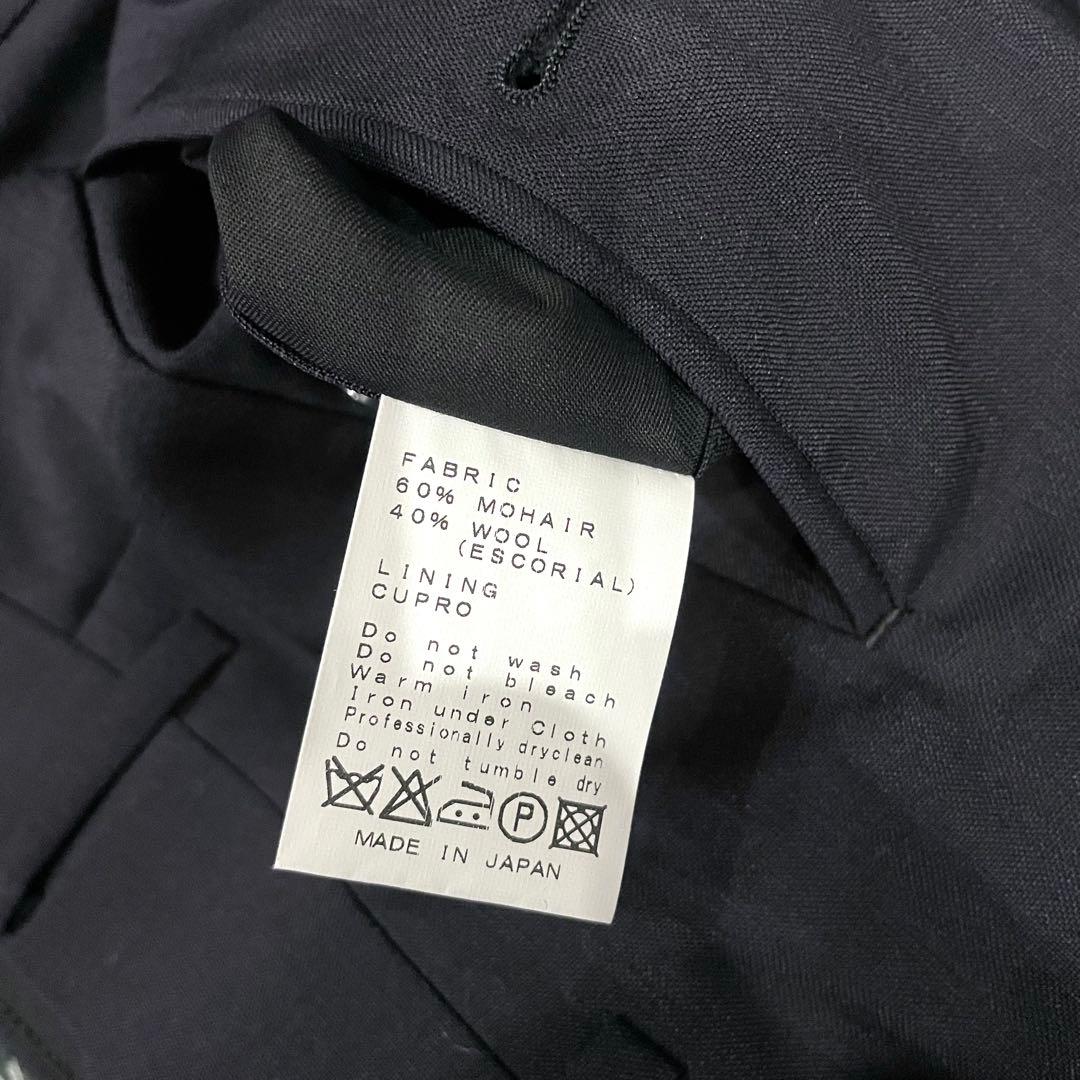 FABRIC
60% MOHAIR
40% WOOL
(ESCORIAL)
LINING
CUPRO
Do not wash
Do not bleach
Warm iron
Iron under Cloth
Professionally dryclean
Do not tumble dry
P
MADE IN JAPAN